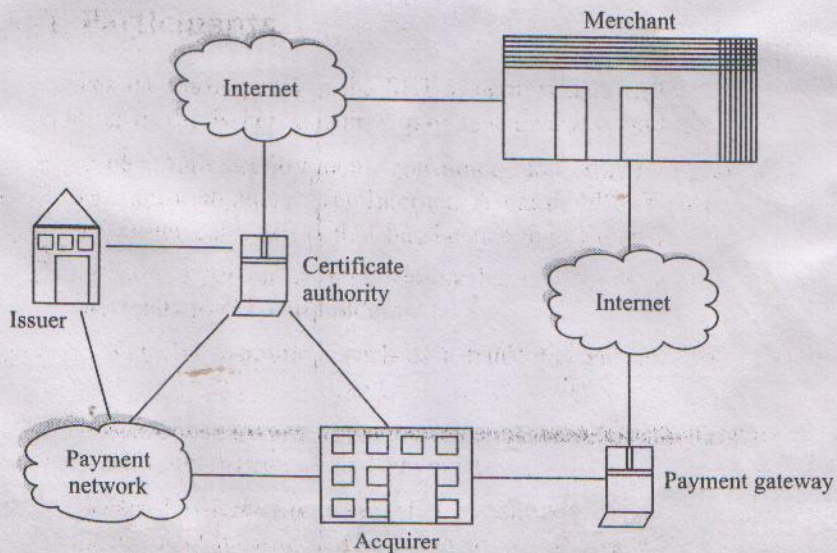 Merchant
Internet
Certificate
authority
Issuer
Internet
Payment
network
Payment gateway
Acquirer